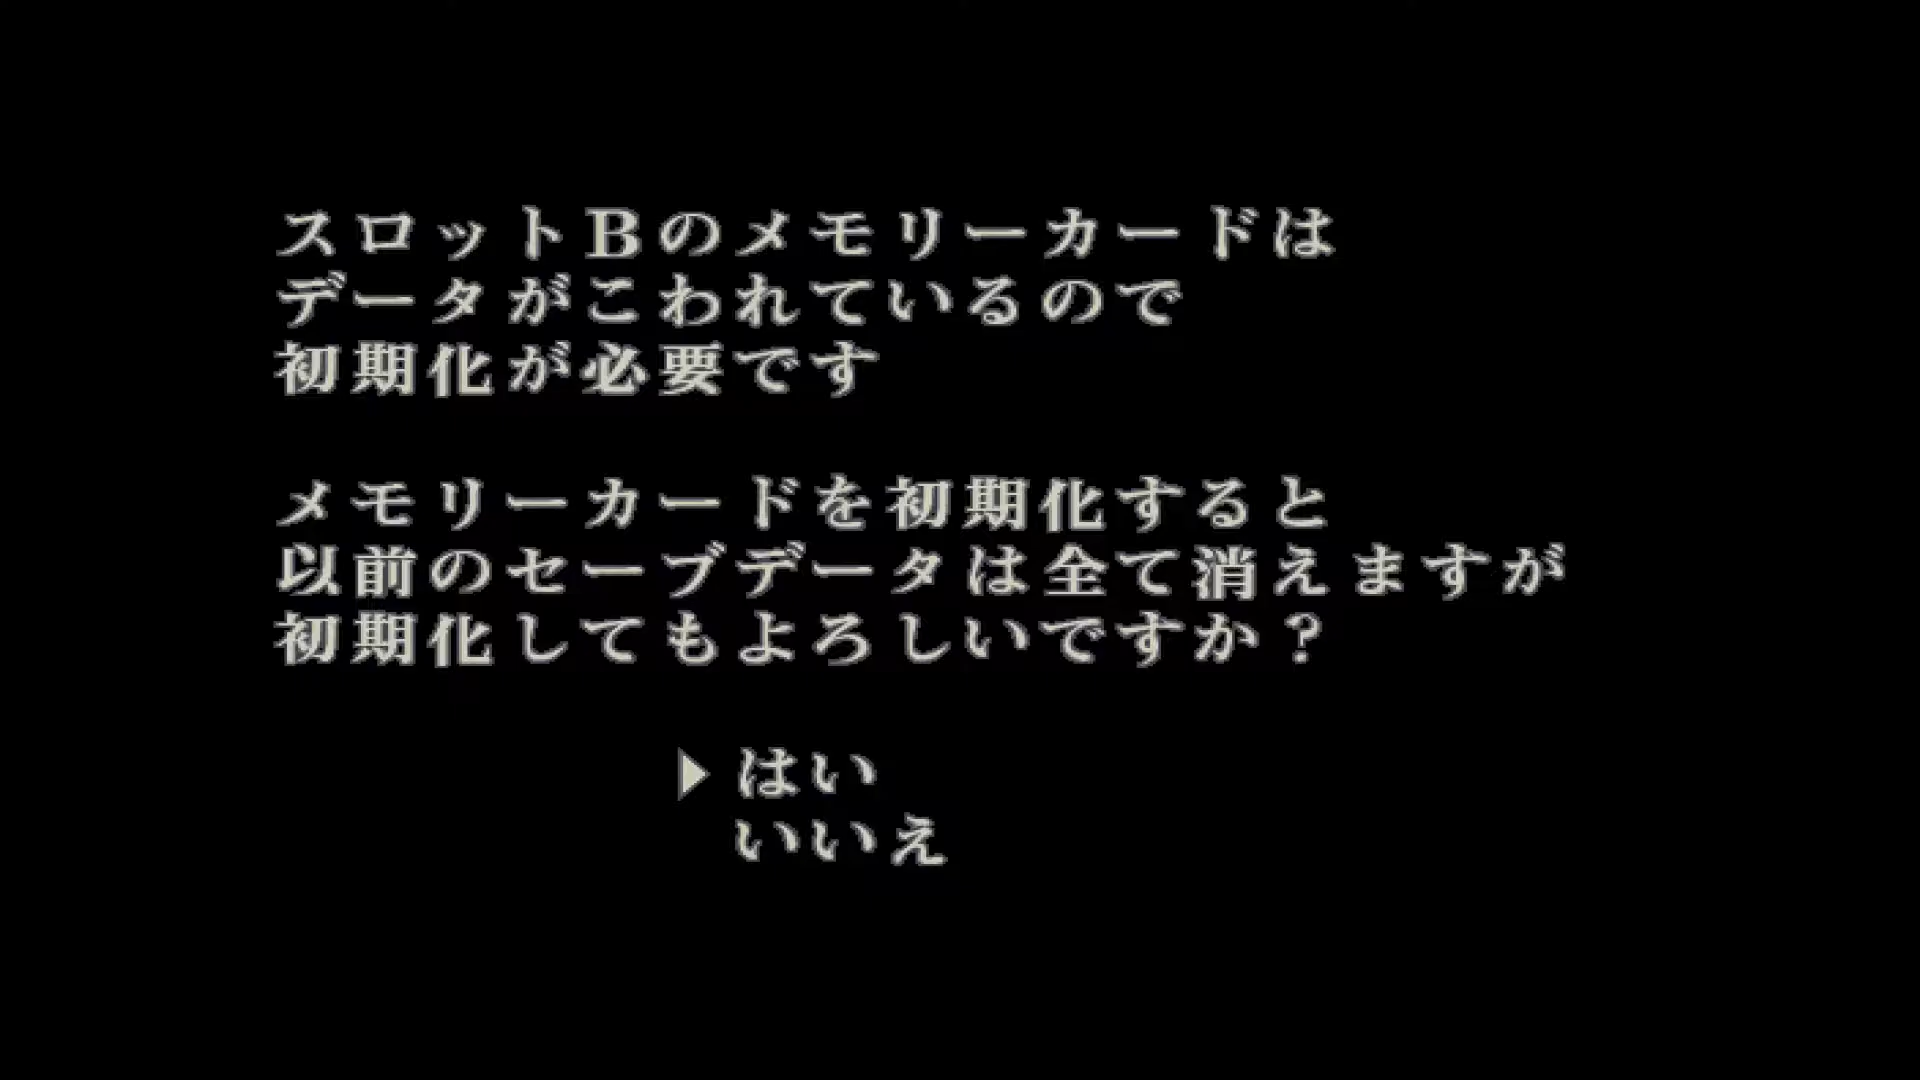 スロットBのメモリーカードは
データがこわれているので
初期化が必要です
メモリーカードを初期化すると
以前のセーブデータは全て消えますが
初期化してもよろしいですか？
はい
いいえ